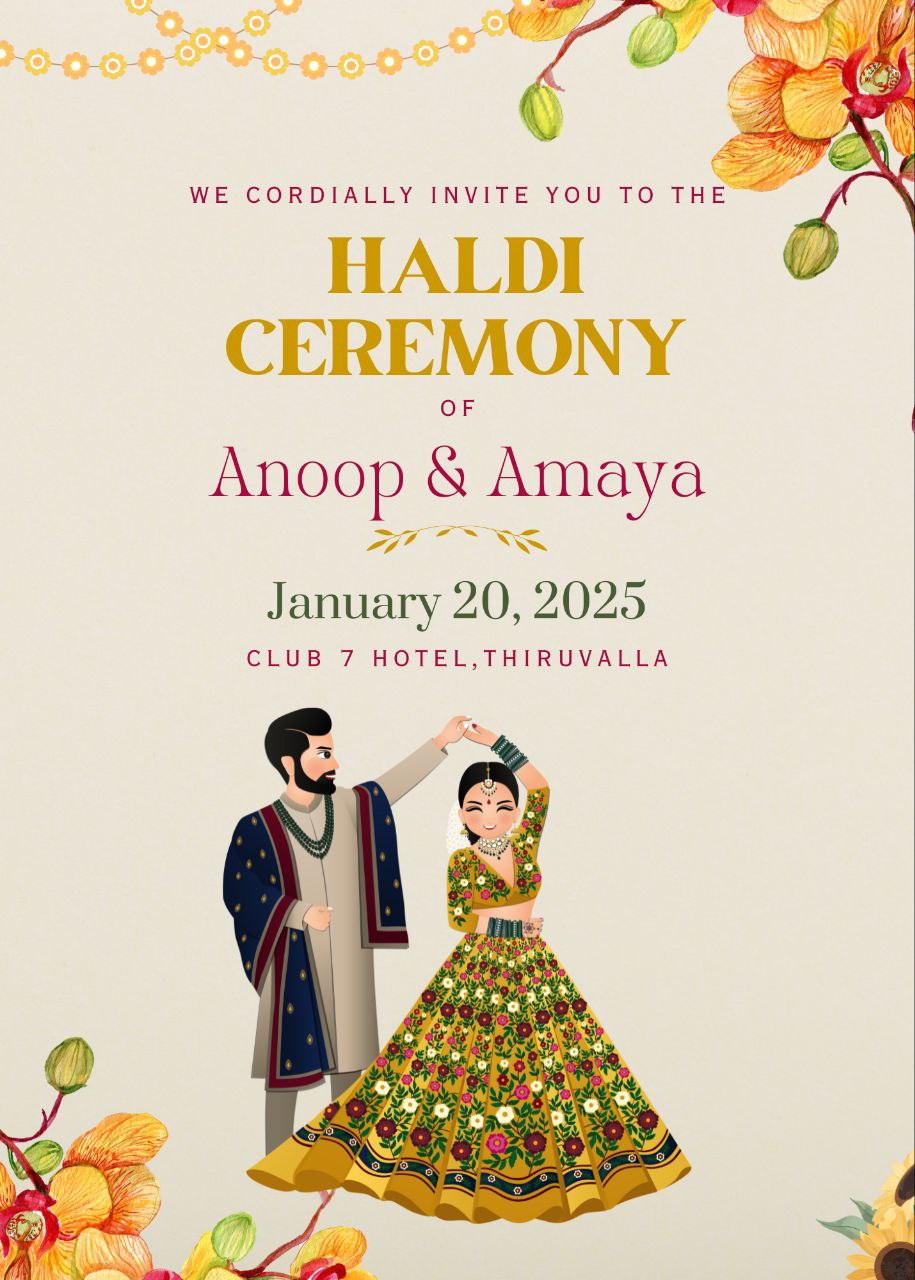 WE CORDIALLY INVITE YOU TO THE
HALDI
CEREMONY
OF
Anoop & Amaya
January 20, 2025
CLUB 7 HOTEL,THIRUVALLA